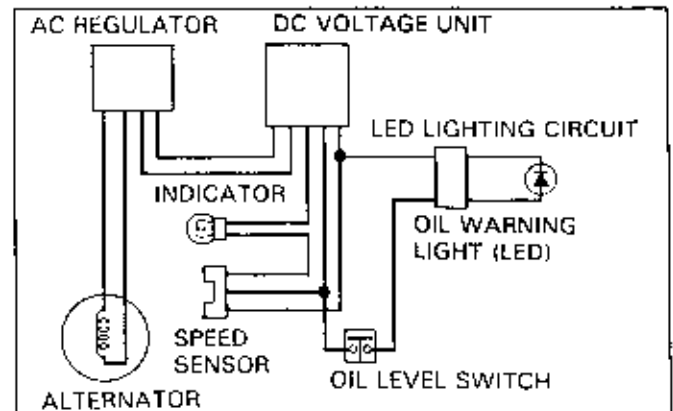 AC REGULATOR
DC VOLTAGE UNIT
LED LIGHTING CIRCUIT
INDICATOR
OIL WARNING
LIGHT (LED)
SPEED
SENSOR
OIL LEVEL SWITCH
ALTERNATOR